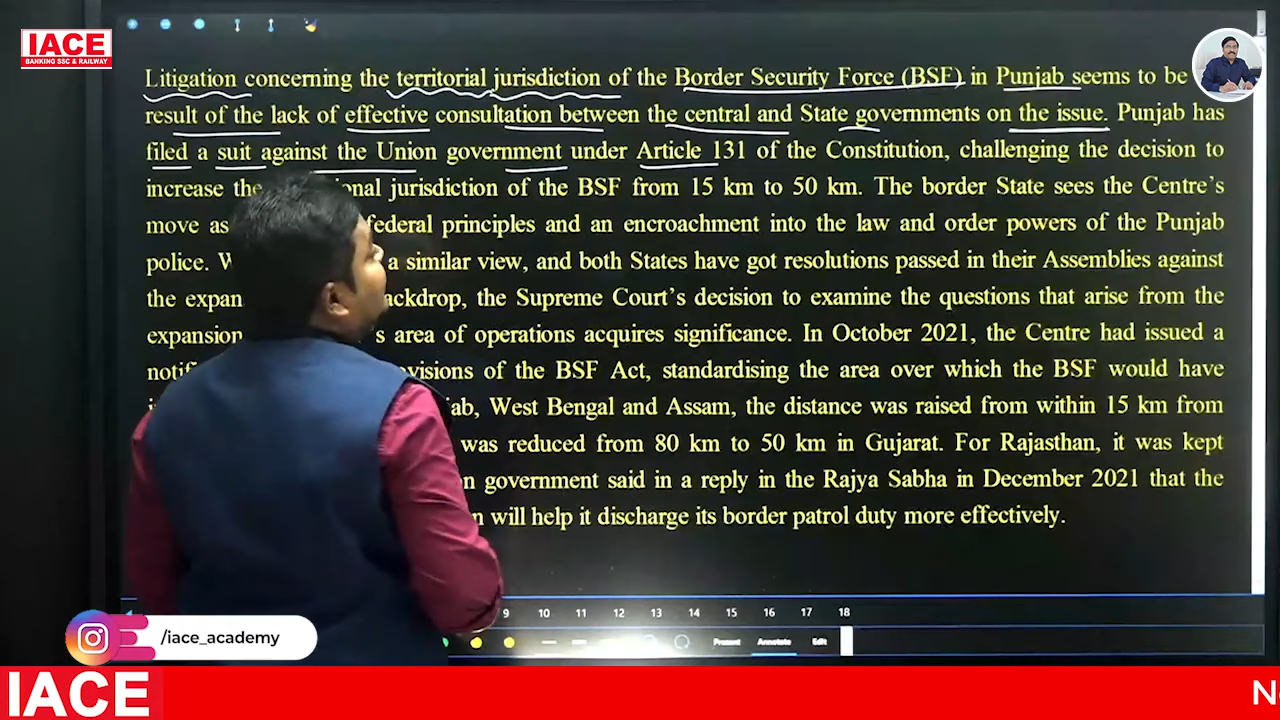 IACE
BANKING SSC & RAILWAY
Litigation concerning the territorial jurisdiction of the Border Security Force (BSF) in Punjab seems to be
result of the lack of effective consultation between the central and State governments on the issue. Punjab has
filed a suit against the Union government under Article 131 of the Constitution, challenging the decision to
increase the onal jurisdiction of the BSF from 15 km to 50 km. The border State sees the Centre's
move as federal principles and an encroachment into the law and order powers of the Punjab
police. a similar view, and both States have got resolutions passed in their Assemblies against
the expan ackdrop, the Supreme Court's decision to examine the questions that arise from the
expansion s area of operations acquires significance. In October 2021, the Centre had issued a
notif visions of the BSF Act, standardising the area over which the BSF would have
ab, West Bengal and Assam, the distance was raised from within 15 km from
was reduced from 80 km to 50 km in Gujarat. For Rajasthan, it was kept
n government said in a reply in the Rajya Sabha in December 2021 that the
n will help it discharge its border patrol duty more effectively.
9 10 11 12 13 14 15 16 17 18
Present Annotate Edit
/iace_academy
IACE
N